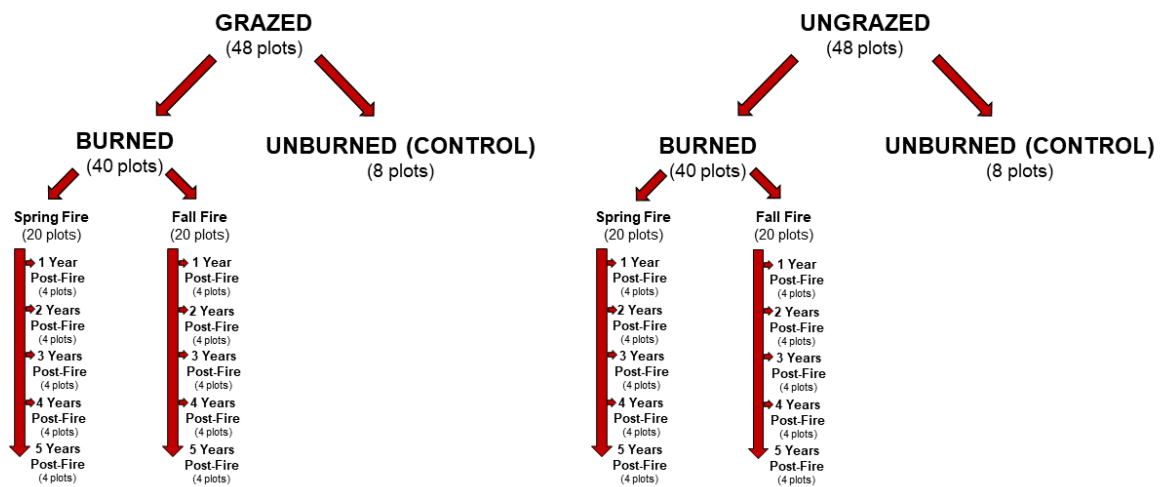 GRAZED
(48 plots)
BURNED
(40 plots)
UNBURNED (CONTROL)
(8 plots)
Spring Fire
(20 plots)
1 Year
Post-Fire
(4 plots)
2 Years
Post-Fire
(4 plots)
3 Years
Post-Fire
(4 plots)
4 Years
Post-Fire
(4 plots)
5 Years
Post-Fire
(4 plots)
Fall Fire
(20 plots)
1 Year
Post-Fire
(4 plots)
2 Years
Post-Fire
(4 plots)
3 Years
Post-Fire
(4 plots)
4 Years
Post-Fire
(4 plots)
5 Years
Post-Fire
(4 plots)
UNGRAZED
(48 plots)
BURNED
(40 plots)
UNBURNED (CONTROL)
(8 plots)
Spring Fire
(20 plots)
1 Year
Post-Fire
(4 plots)
2 Years
Post-Fire
(4 plots)
3 Years
Post-Fire
(4 plots)
4 Years
Post-Fire
(4 plots)
5 Years
Post-Fire
(4 plots)
Fall Fire
(20 plots)
1 Year
Post-Fire
(4 plots)
2 Years
Post-Fire
(4 plots)
3 Years
Post-Fire
(4 plots)
4 Years
Post-Fire
(4 plots)
5 Years
Post-Fire
(4 plots)